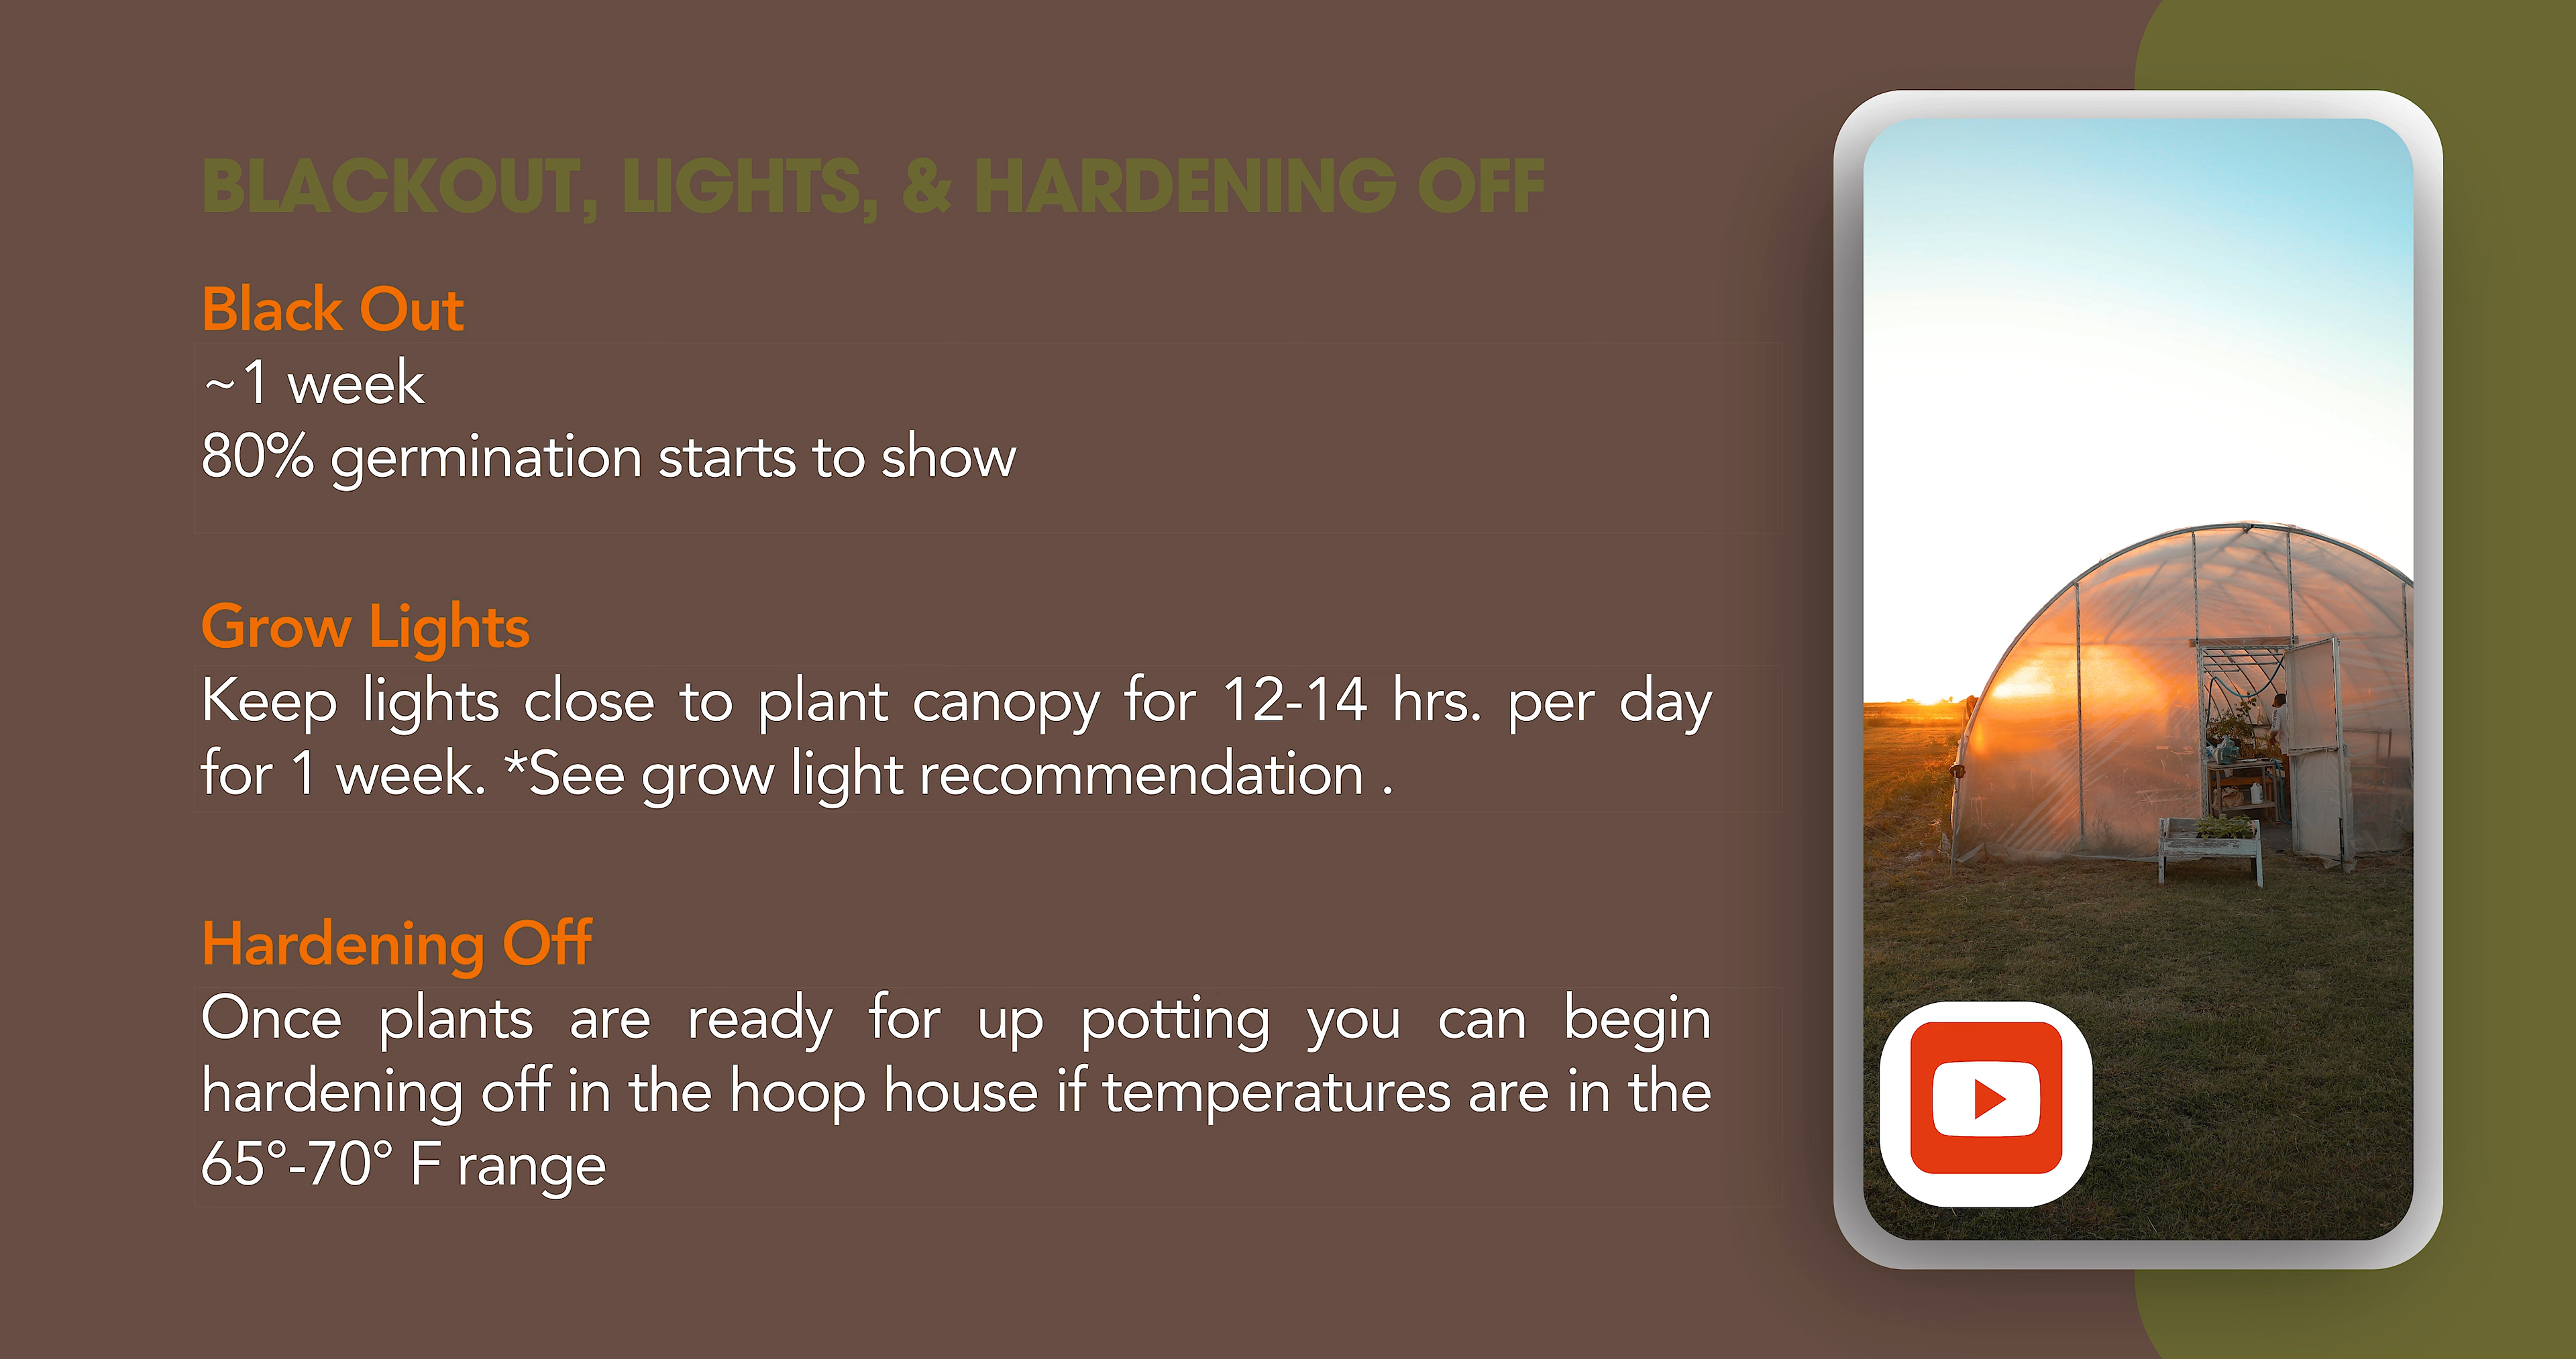 BLACKOUT, LIGHTS, & HARDENING OFF
Black Out
~1 week
80% germination starts to show
Grow Lights
Keep lights close to plant canopy for 12-14 hrs. per day
for 1 week. *See grow light recommendation .
Hardening Off
Once plants are ready for up potting you can begin
hardening off in the hoop house if temperatures are in the
65°-70° F range